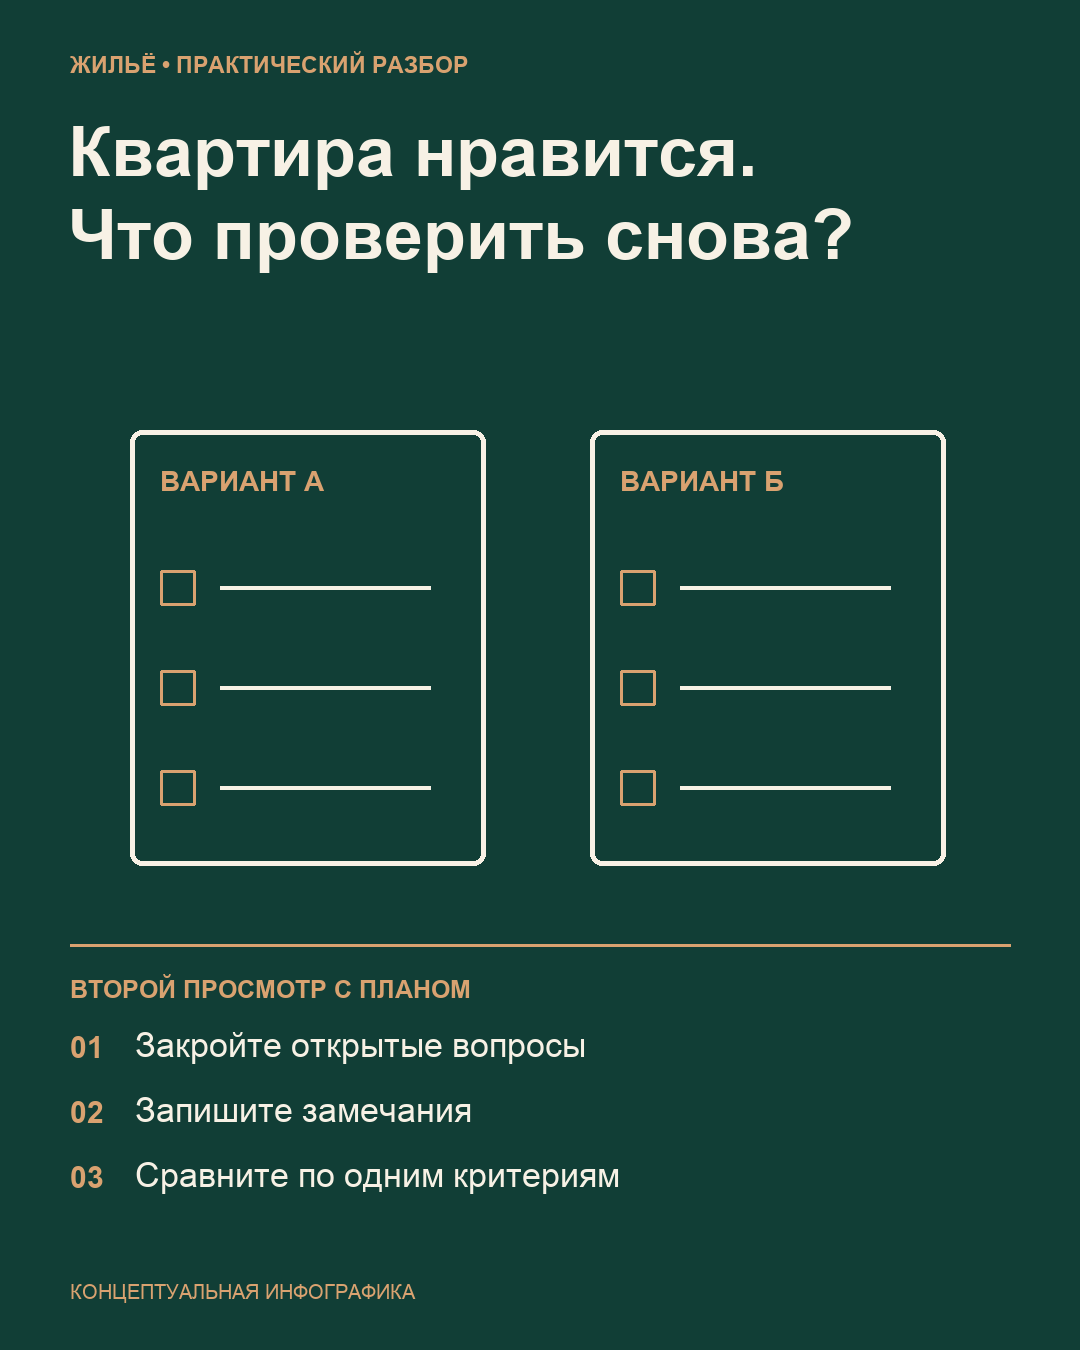 ЖИЛЬЁ • ПРАКТИЧЕСКИЙ РАЗБОР
Квартира нравится.
Что проверить снова?
ВАРИАНТ А
ВАРИАНТ Б
ВТОРОЙ ПРОСМОТР С ПЛАНОМ
01 Закройте открытые вопросы
02 Запишите замечания
03 Сравните по одним критериям
КОНЦЕПТУАЛЬНАЯ ИНФОГРАФИКА